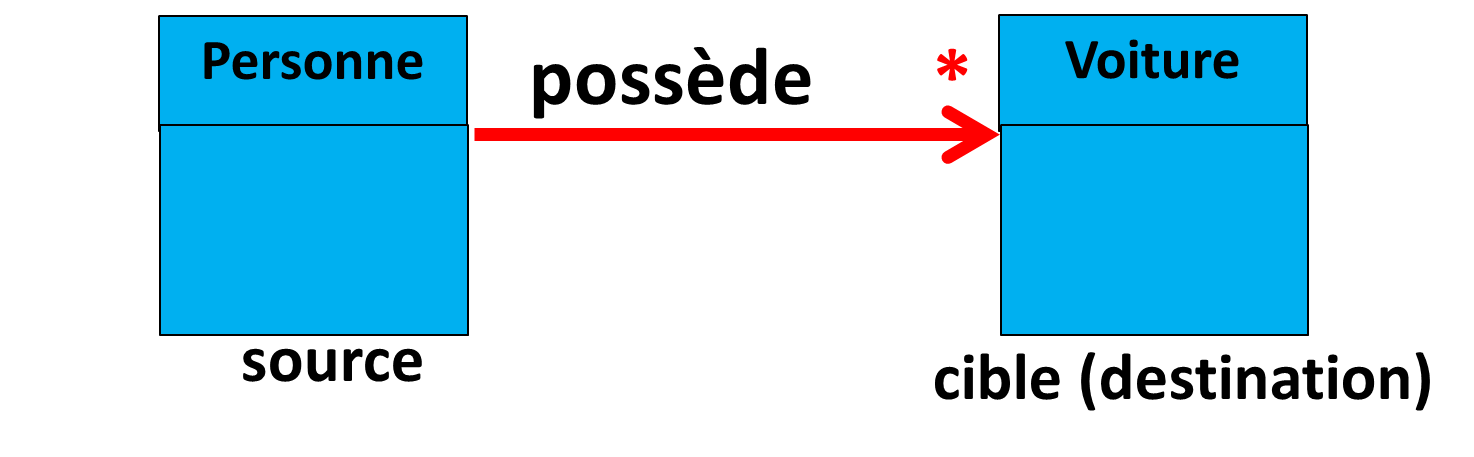 Personne
possède
*
Voiture
source
cible (destination)